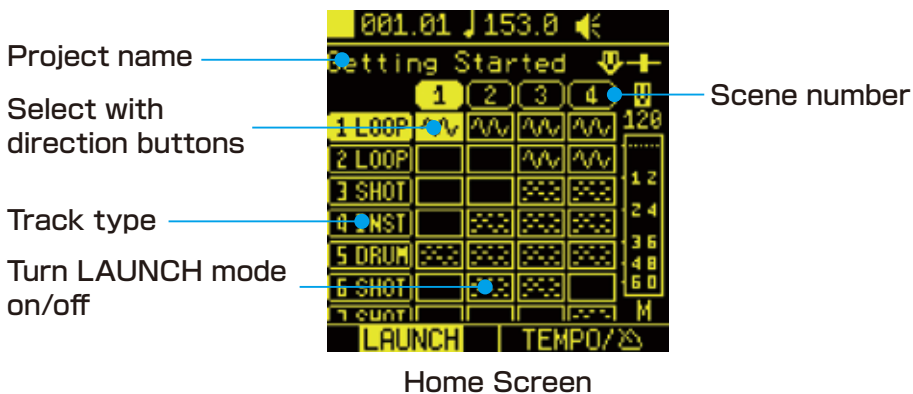 001.01 ♩153.0
Project name
Getting Started
1 2 3 4
Scene number
Select with
direction buttons
1 LOOP
120
2 LOOP
12
3 SHOT
24
Track type
4 INST
36
5 DRUM
48
Turn LAUNCH mode
on/off
6 SHOT
60
7 SHOT
M
LAUNCH
TEMPO/
Home Screen